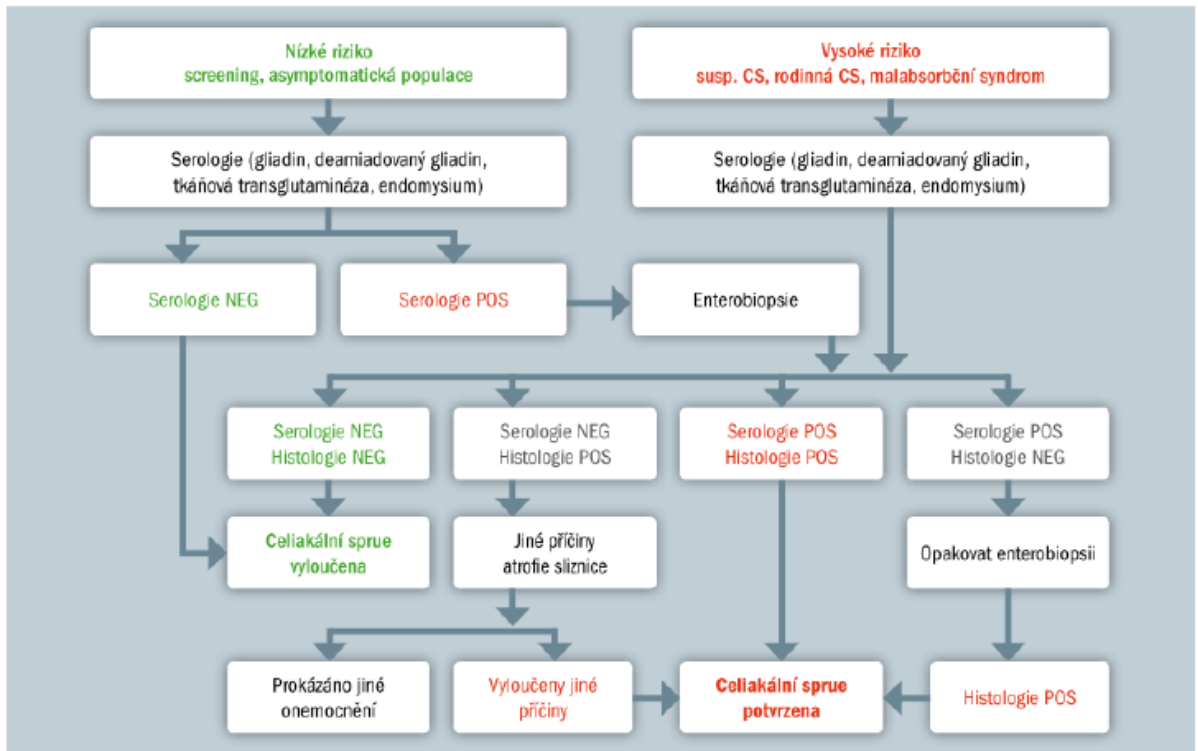 Nízké riziko
screening, asymptomatická populace
Vysoké riziko
susp. CS, rodinná CS, malabsorbční syndrom
Serologie (gliadin, deamiadovaný gliadin,
tkáňová transglutamináza, endomysium)
Serologie (gliadin, deamiadovaný gliadin,
tkáňová transglutamináza, endomysium)
Serologie NEG
Serologie POS
Enterobiopsie
Serologie NEG
Histologie NEG
Serologie NEG
Histologie POS
Serologie POS
Histologie POS
Serologie POS
Histologie NEG
Celiakální sprue
vyloučena
Jiné příčiny
atrofie sliznice
Opakovat enterobiopsii
Prokázáno jiné
onemocnění
Vyloučeny jiné
příčiny
Celiakální sprue
potvrzena
Histologie POS